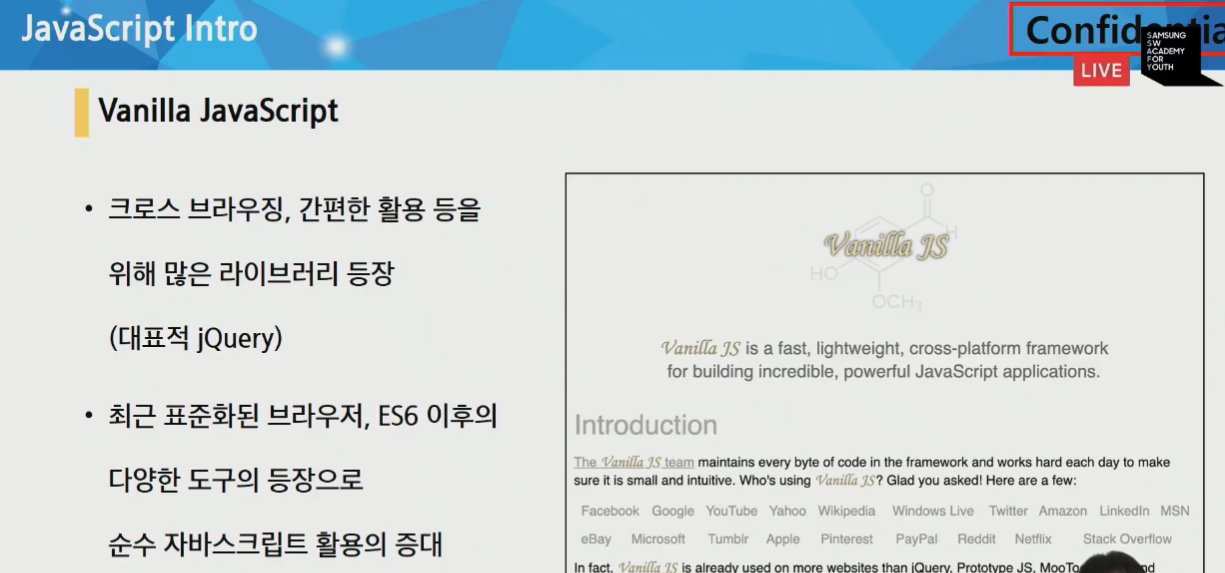 JavaScript Intro
SAMSUNG
SW
ACADEMY
FOR
YOUTH
LIVE
Vanilla JavaScript
• 크로스 브라우징, 간편한 활용 등을
위해 많은 라이브러리 등장
(대표적 jQuery)
• 최근 표준화된 브라우저, ES6 이후의
다양한 도구의 등장으로
순수 자바스크립트 활용의 증대
Vanilla JS
O
H
HO
OCH₃
Vanilla JS is a fast, lightweight, cross-platform framework
for building incredible, powerful JavaScript applications.
Introduction
The Vanilla JS team maintains every byte of code in the framework and works hard each day to make
sure it is small and intuitive. Who's using Vanilla JS? Glad you asked! Here are a few:
Facebook Google YouTube Yahoo Wikipedia Windows Live Twitter Amazon LinkedIn MSN
eBay Microsoft Tumblr Apple Pinterest PayPal Reddit Netflix Stack Overflow
In fact, Vanilla JS is already used on more websites than jQuery, Prototype JS, and